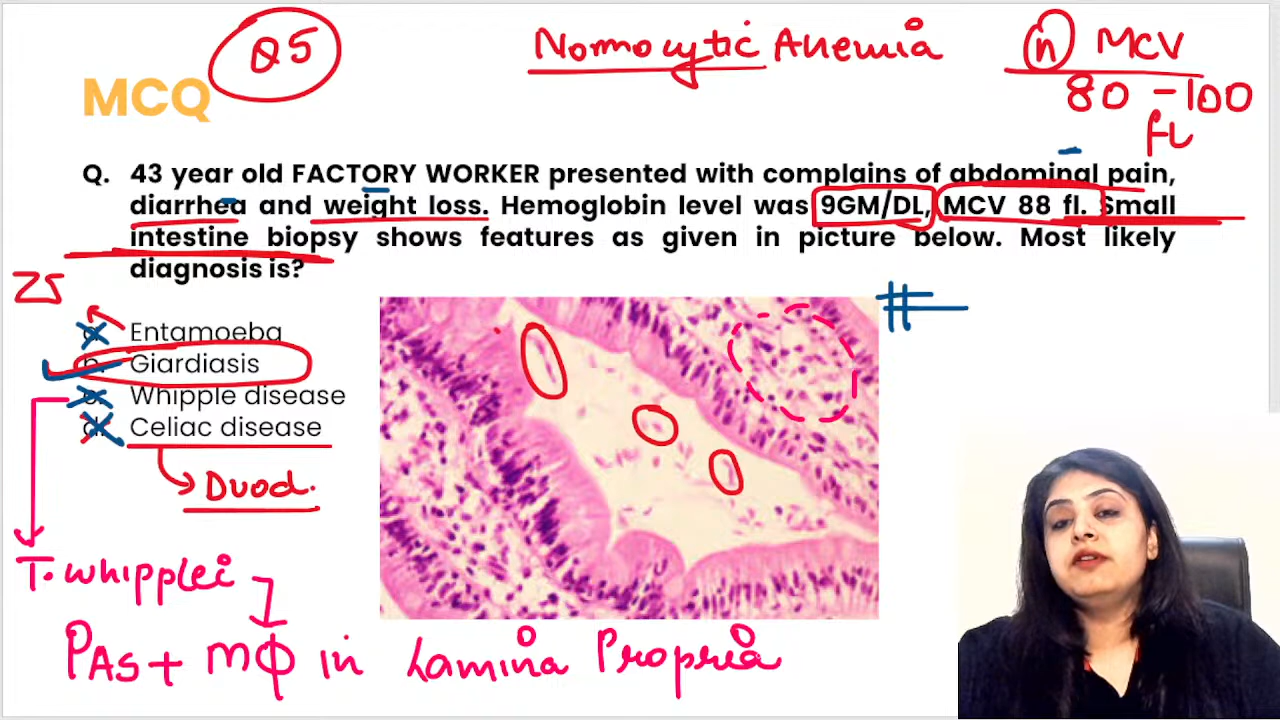 Q5
Normocytic Anemia
n MCV
80 - 100
fL
MCQ
Q. 43 year old FACTORY WORKER presented with complains of abdominal pain,
diarrhea and weight loss. Hemoglobin level was 9GM/DL, MCV 88 fl. Small
intestine biopsy shows features as given in picture below. Most likely
diagnosis is?
a. Entamoeba
b. Giardiasis
c. Whipple disease
d. Celiac disease
Duod.
T. whipplei
PAS + MΦ in Lamina Propria